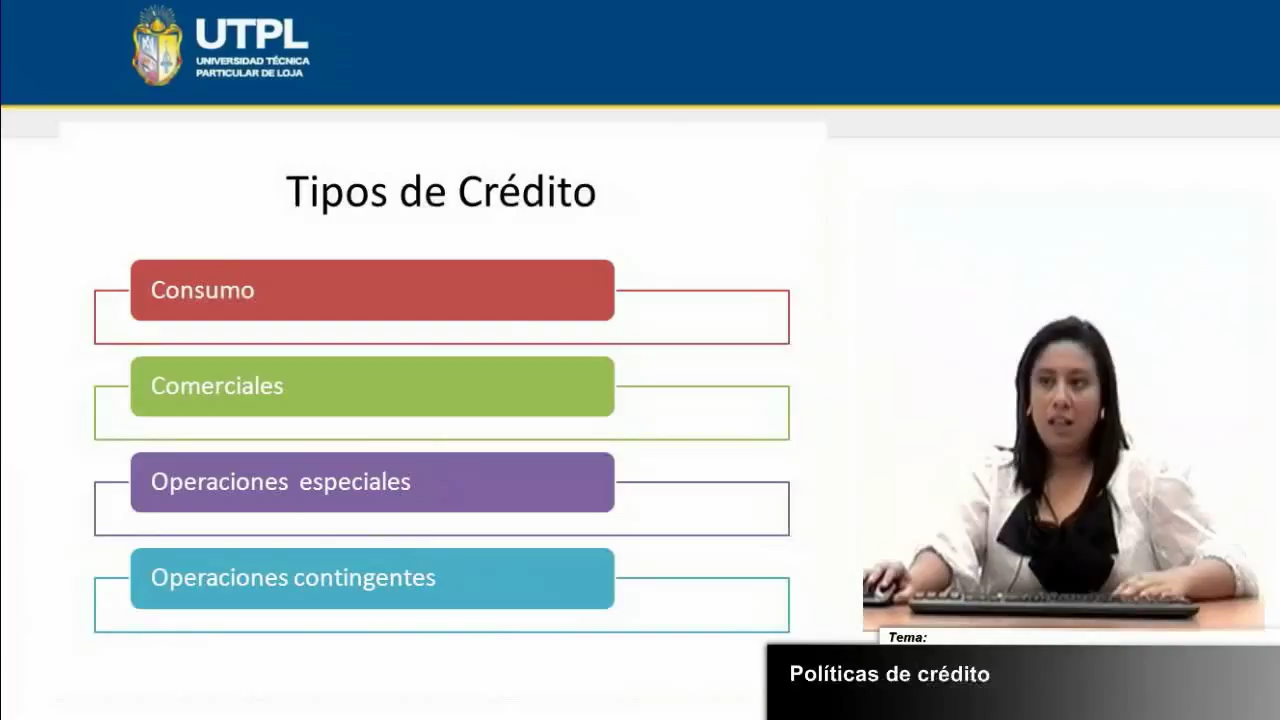 UTPL
UNIVERSIDAD TÉCNICA
PARTICULAR DE LOJA
Tipos de Crédito
Consumo
Comerciales
Operaciones especiales
Operaciones contingentes
Tema:
Políticas de crédito